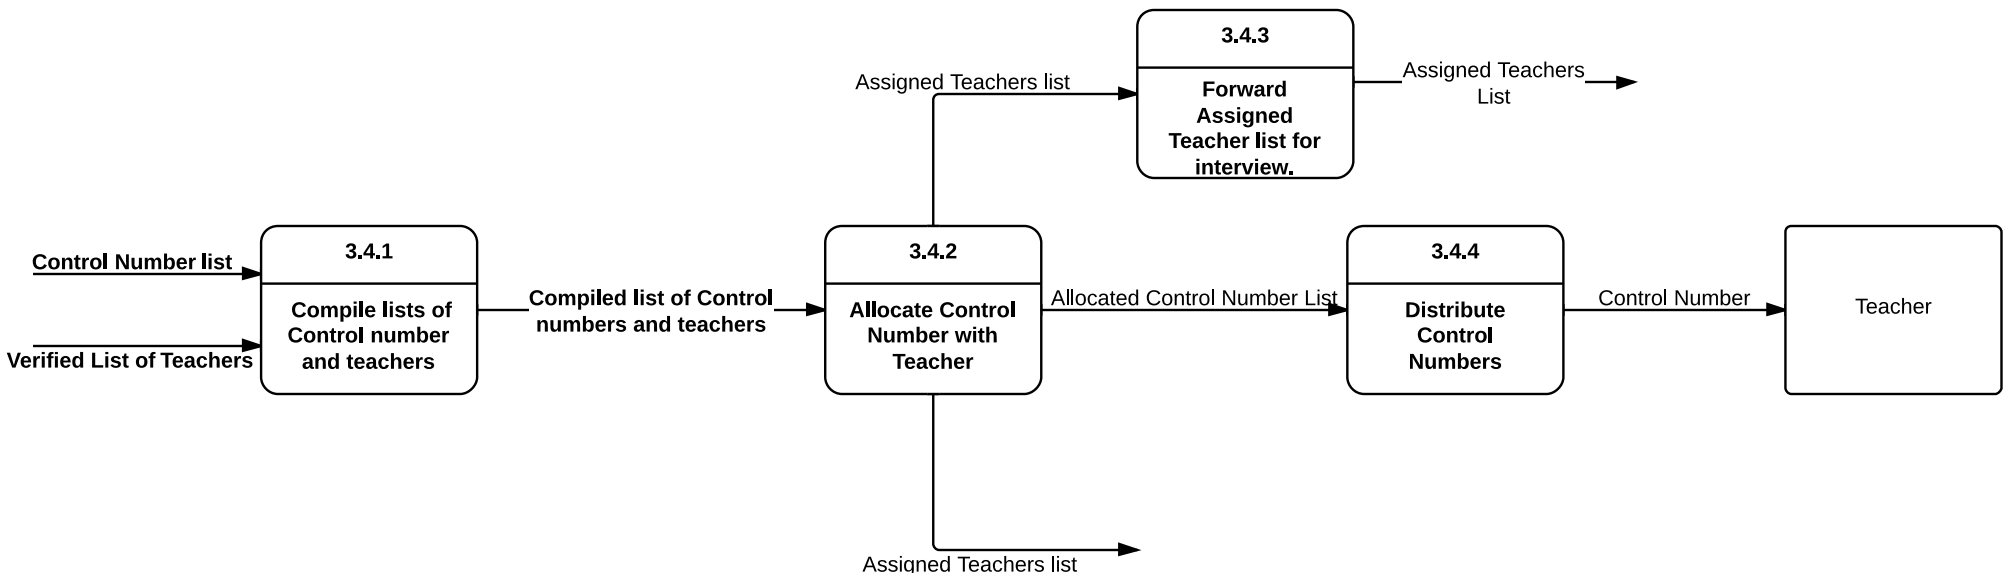 3.4.3
Forward
Assigned
Teacher list for
interview.
Assigned Teachers list
Assigned Teachers
List
Control Number list
Verified List of Teachers
3.4.1
Compile lists of
Control number
and teachers
Compiled list of Control
numbers and teachers
3.4.2
Allocate Control
Number with
Teacher
Allocated Control Number List
3.4.4
Distribute
Control
Numbers
Control Number
Teacher
Assigned Teachers list